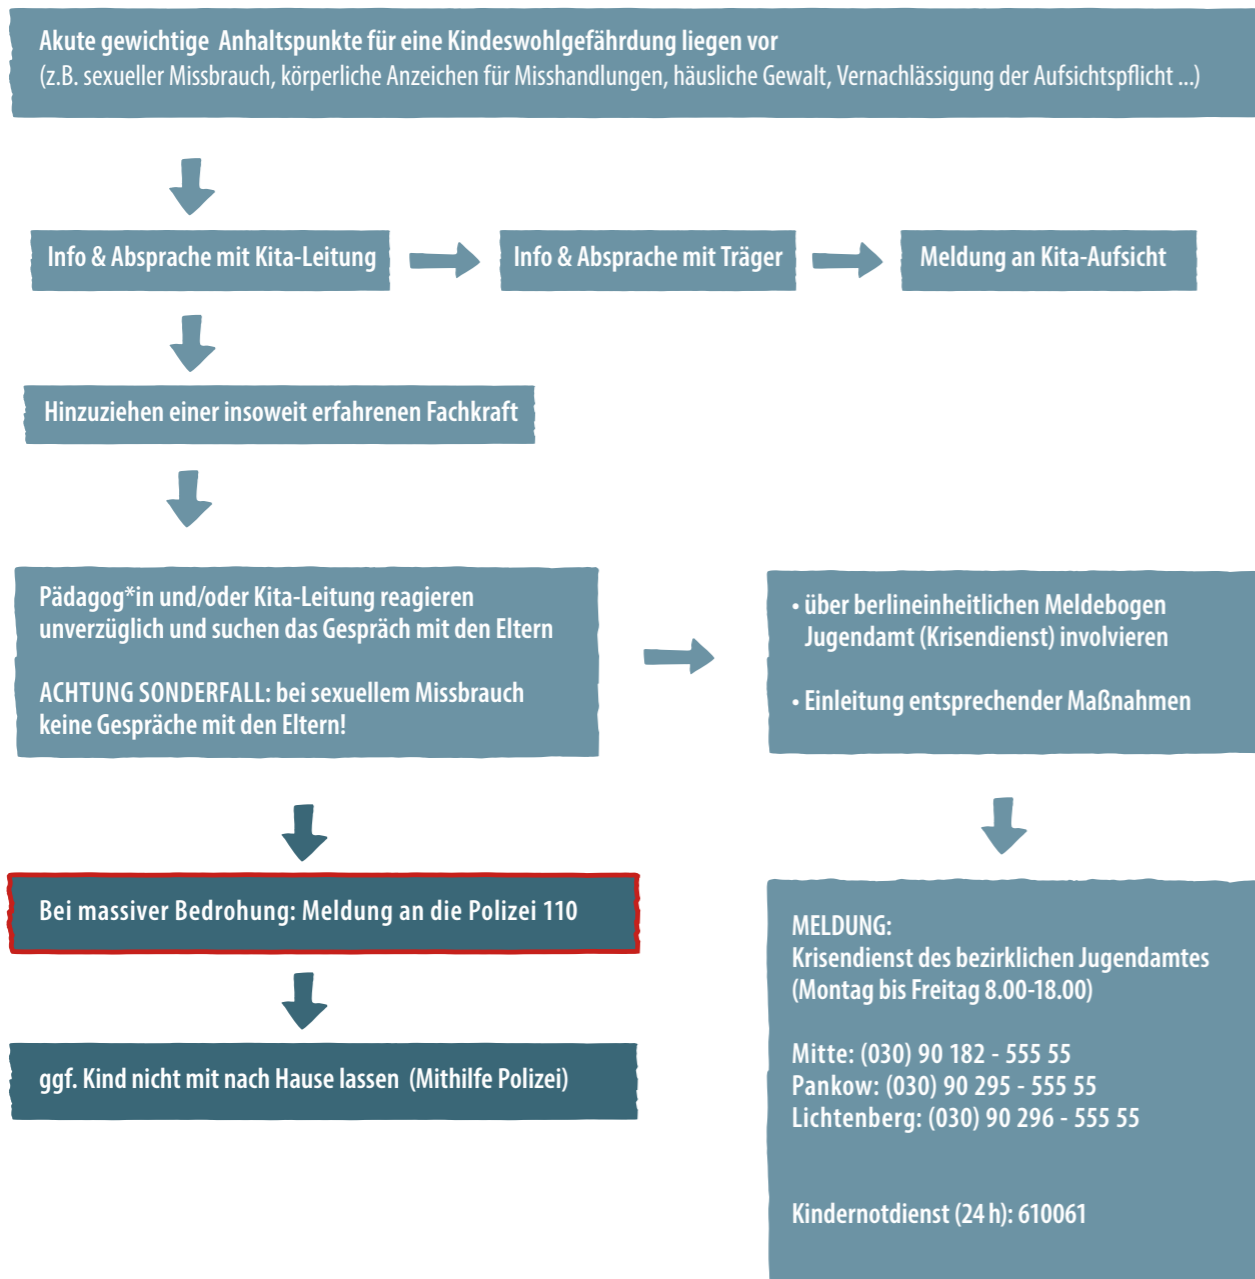 Akute gewichtige Anhaltspunkte für eine Kindeswohlgefährdung liegen vor
(z.B. sexueller Missbrauch, körperliche Anzeichen für Misshandlungen, häusliche Gewalt, Vernachlässigung der Aufsichtspflicht ...)
Info & Absprache mit Kita-Leitung
Info & Absprache mit Träger
Meldung an Kita-Aufsicht
Hinzuziehen einer insoweit erfahrenen Fachkraft
Pädagog*in und/oder Kita-Leitung reagieren
unverzüglich und suchen das Gespräch mit den Eltern
ACHTUNG SONDERFALL: bei sexuellem Missbrauch
keine Gespräche mit den Eltern!
• über berlineinheitlichen Meldebogen
Jugendamt (Krisendienst) involvieren
• Einleitung entsprechender Maßnahmen
Bei massiver Bedrohung: Meldung an die Polizei 110
ggf. Kind nicht mit nach Hause lassen (Mithilfe Polizei)
MELDUNG:
Krisendienst des bezirklichen Jugendamtes
(Montag bis Freitag 8.00-18.00)
Mitte: (030) 90 182 - 555 55
Pankow: (030) 90 295 - 555 55
Lichtenberg: (030) 90 296 - 555 55
Kindernotdienst (24 h): 610061